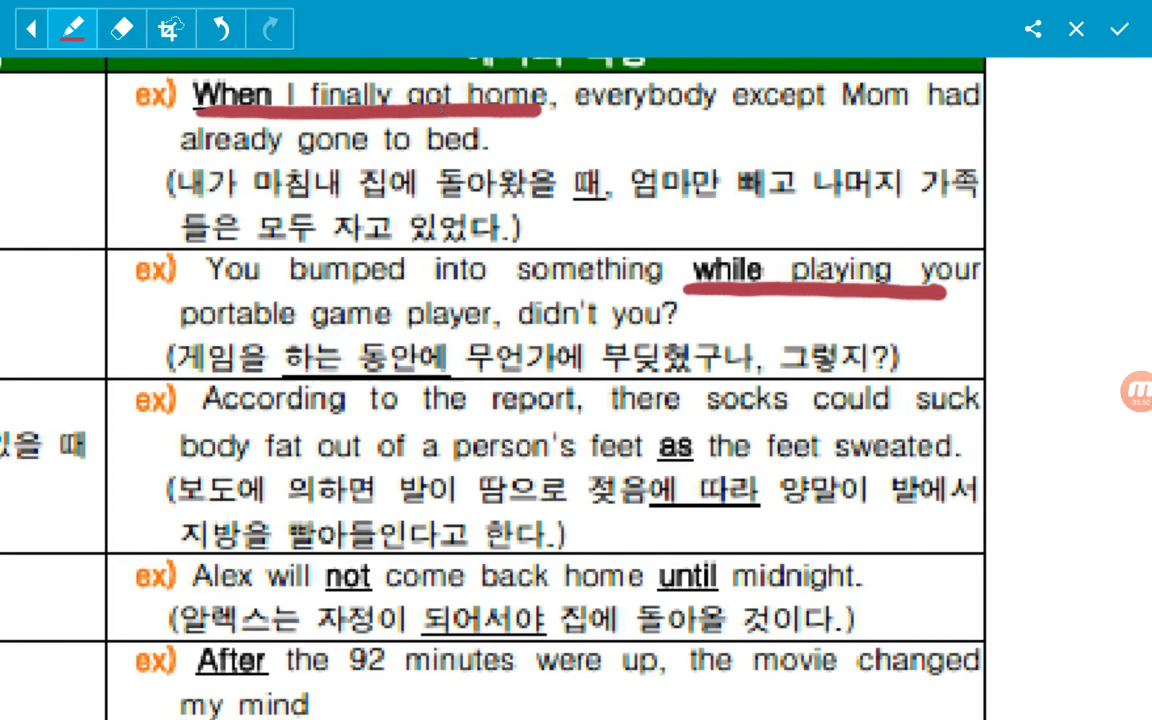 ex) When I finally got home, everybody except Mom had
already gone to bed.
(내가 마침내 집에 돌아왔을 때, 엄마만 빼고 나머지 가족
들은 모두 자고 있었다.)
ex) You bumped into something while playing your
portable game player, didn't you?
(게임을 하는 동안에 무언가에 부딪혔구나, 그렇지?)
ex) According to the report, there socks could suck
있을 때
body fat out of a person's feet as the feet sweated.
(보도에 의하면 발이 땀으로 젖음에 따라 양말이 발에서
지방을 빨아들인다고 한다.)
ex) Alex will not come back home until midnight.
(알렉스는 자정이 되어서야 집에 돌아올 것이다.)
ex) After the 92 minutes were up, the movie changed
my mind